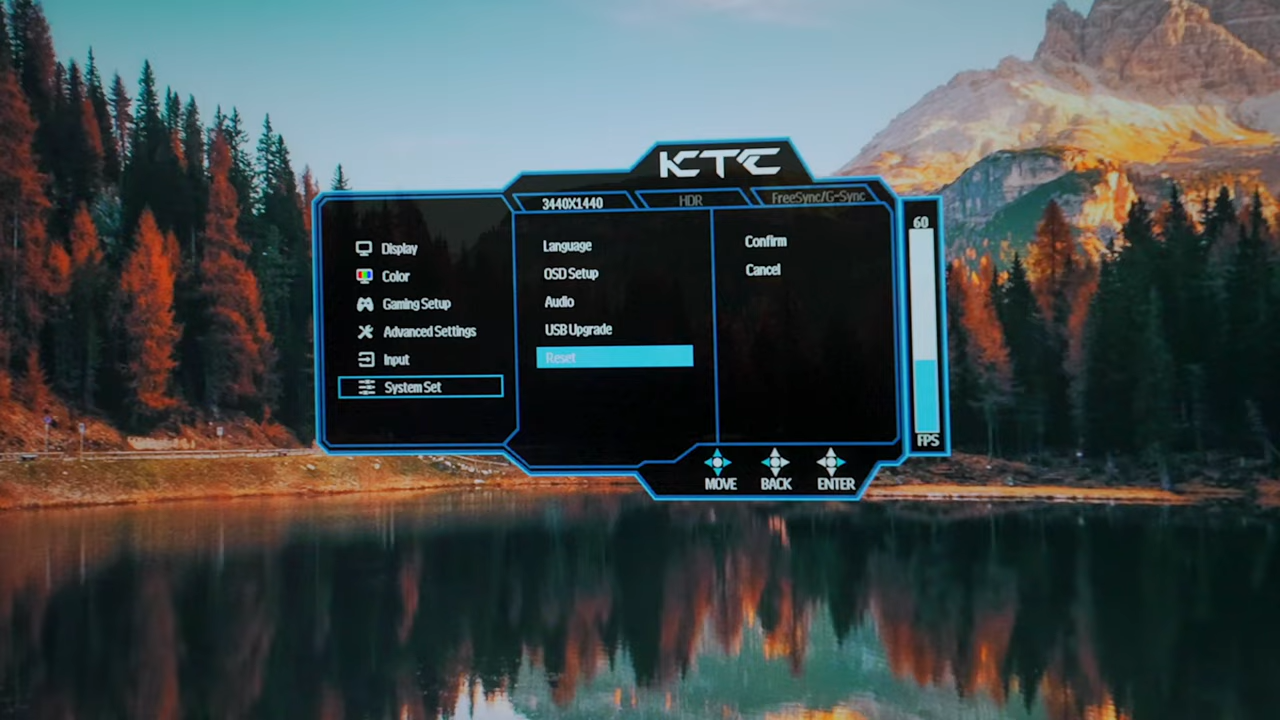 KTC
3440X1440
HDR
FreeSync/G-Sync
60
Display
Color
Gaming Setup
Advanced Settings
Input
System Set
Language
OSD Setup
Audio
USB Upgrade
Reset
Confirm
Cancel
FPS
MOVE
BACK
ENTER